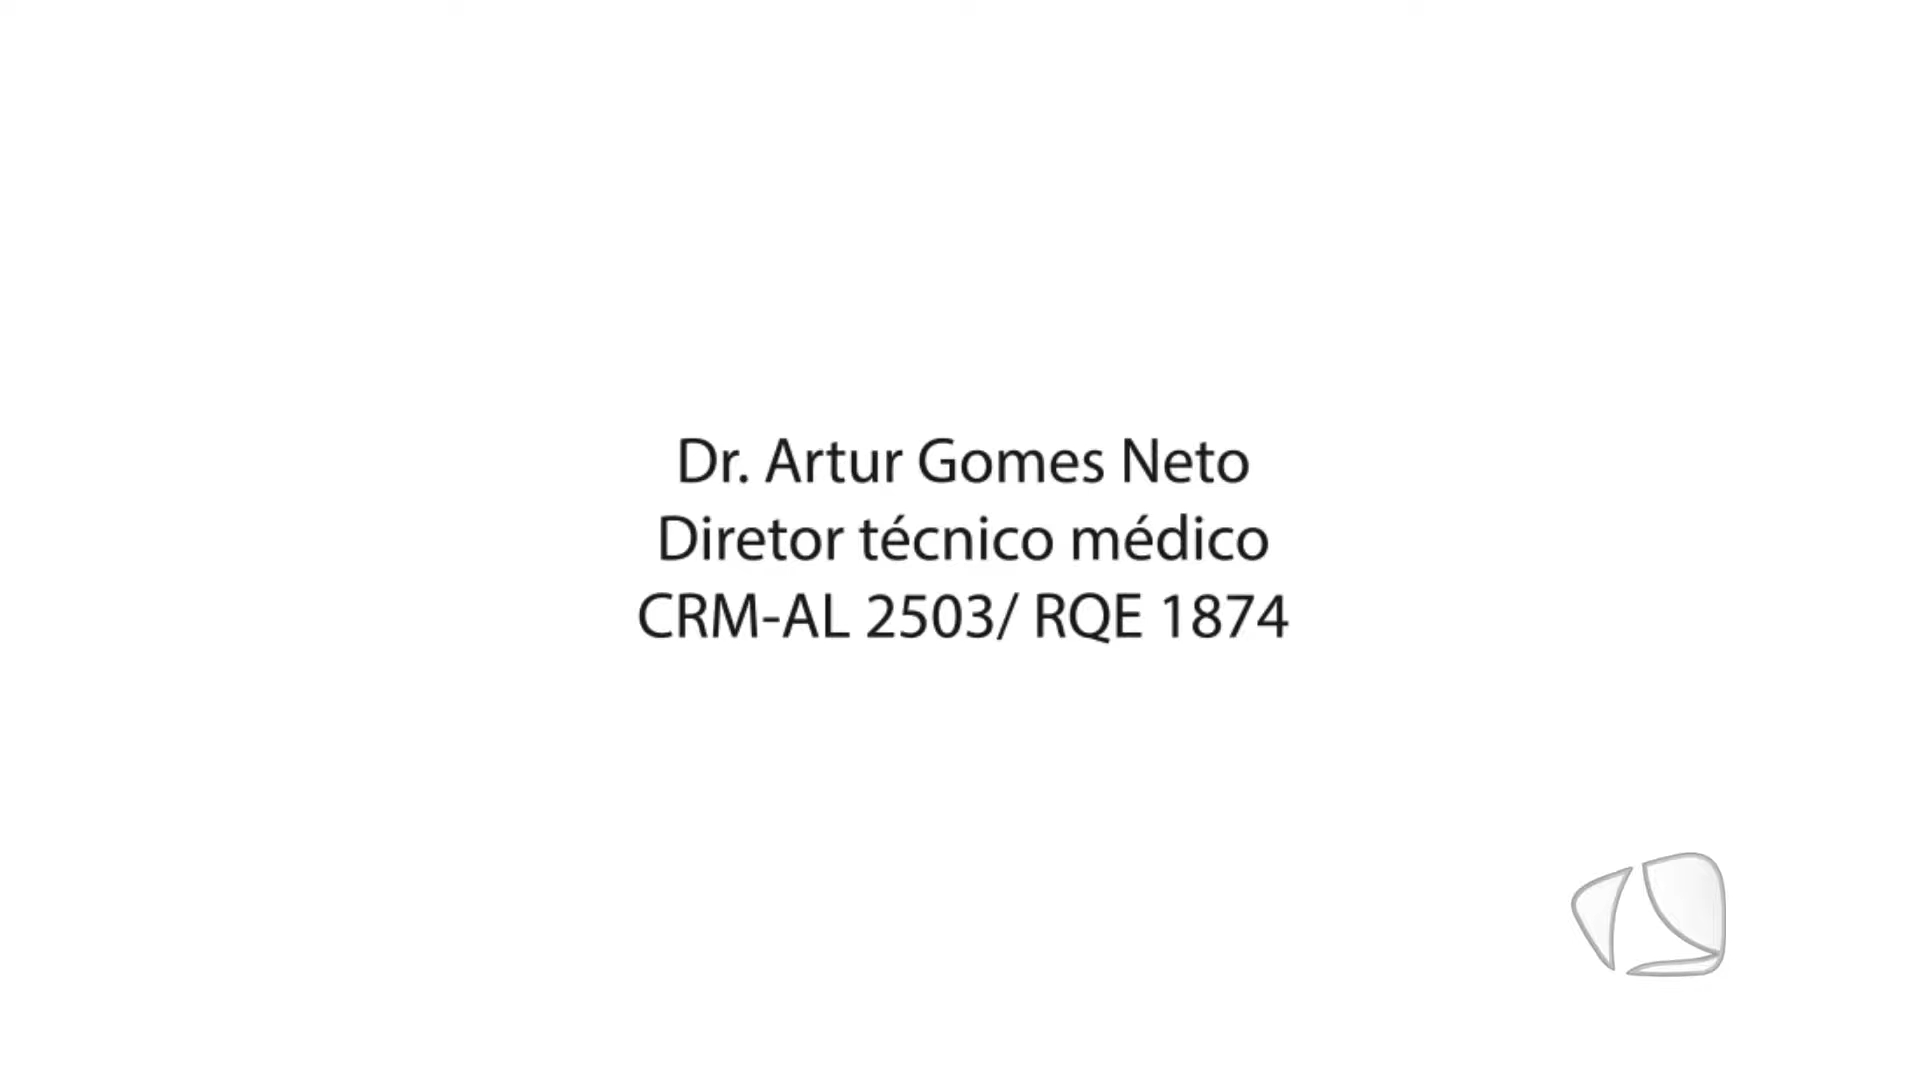 Dr. Artur Gomes Neto
Diretor técnico médico
CRM-AL 2503/ RQE 1874